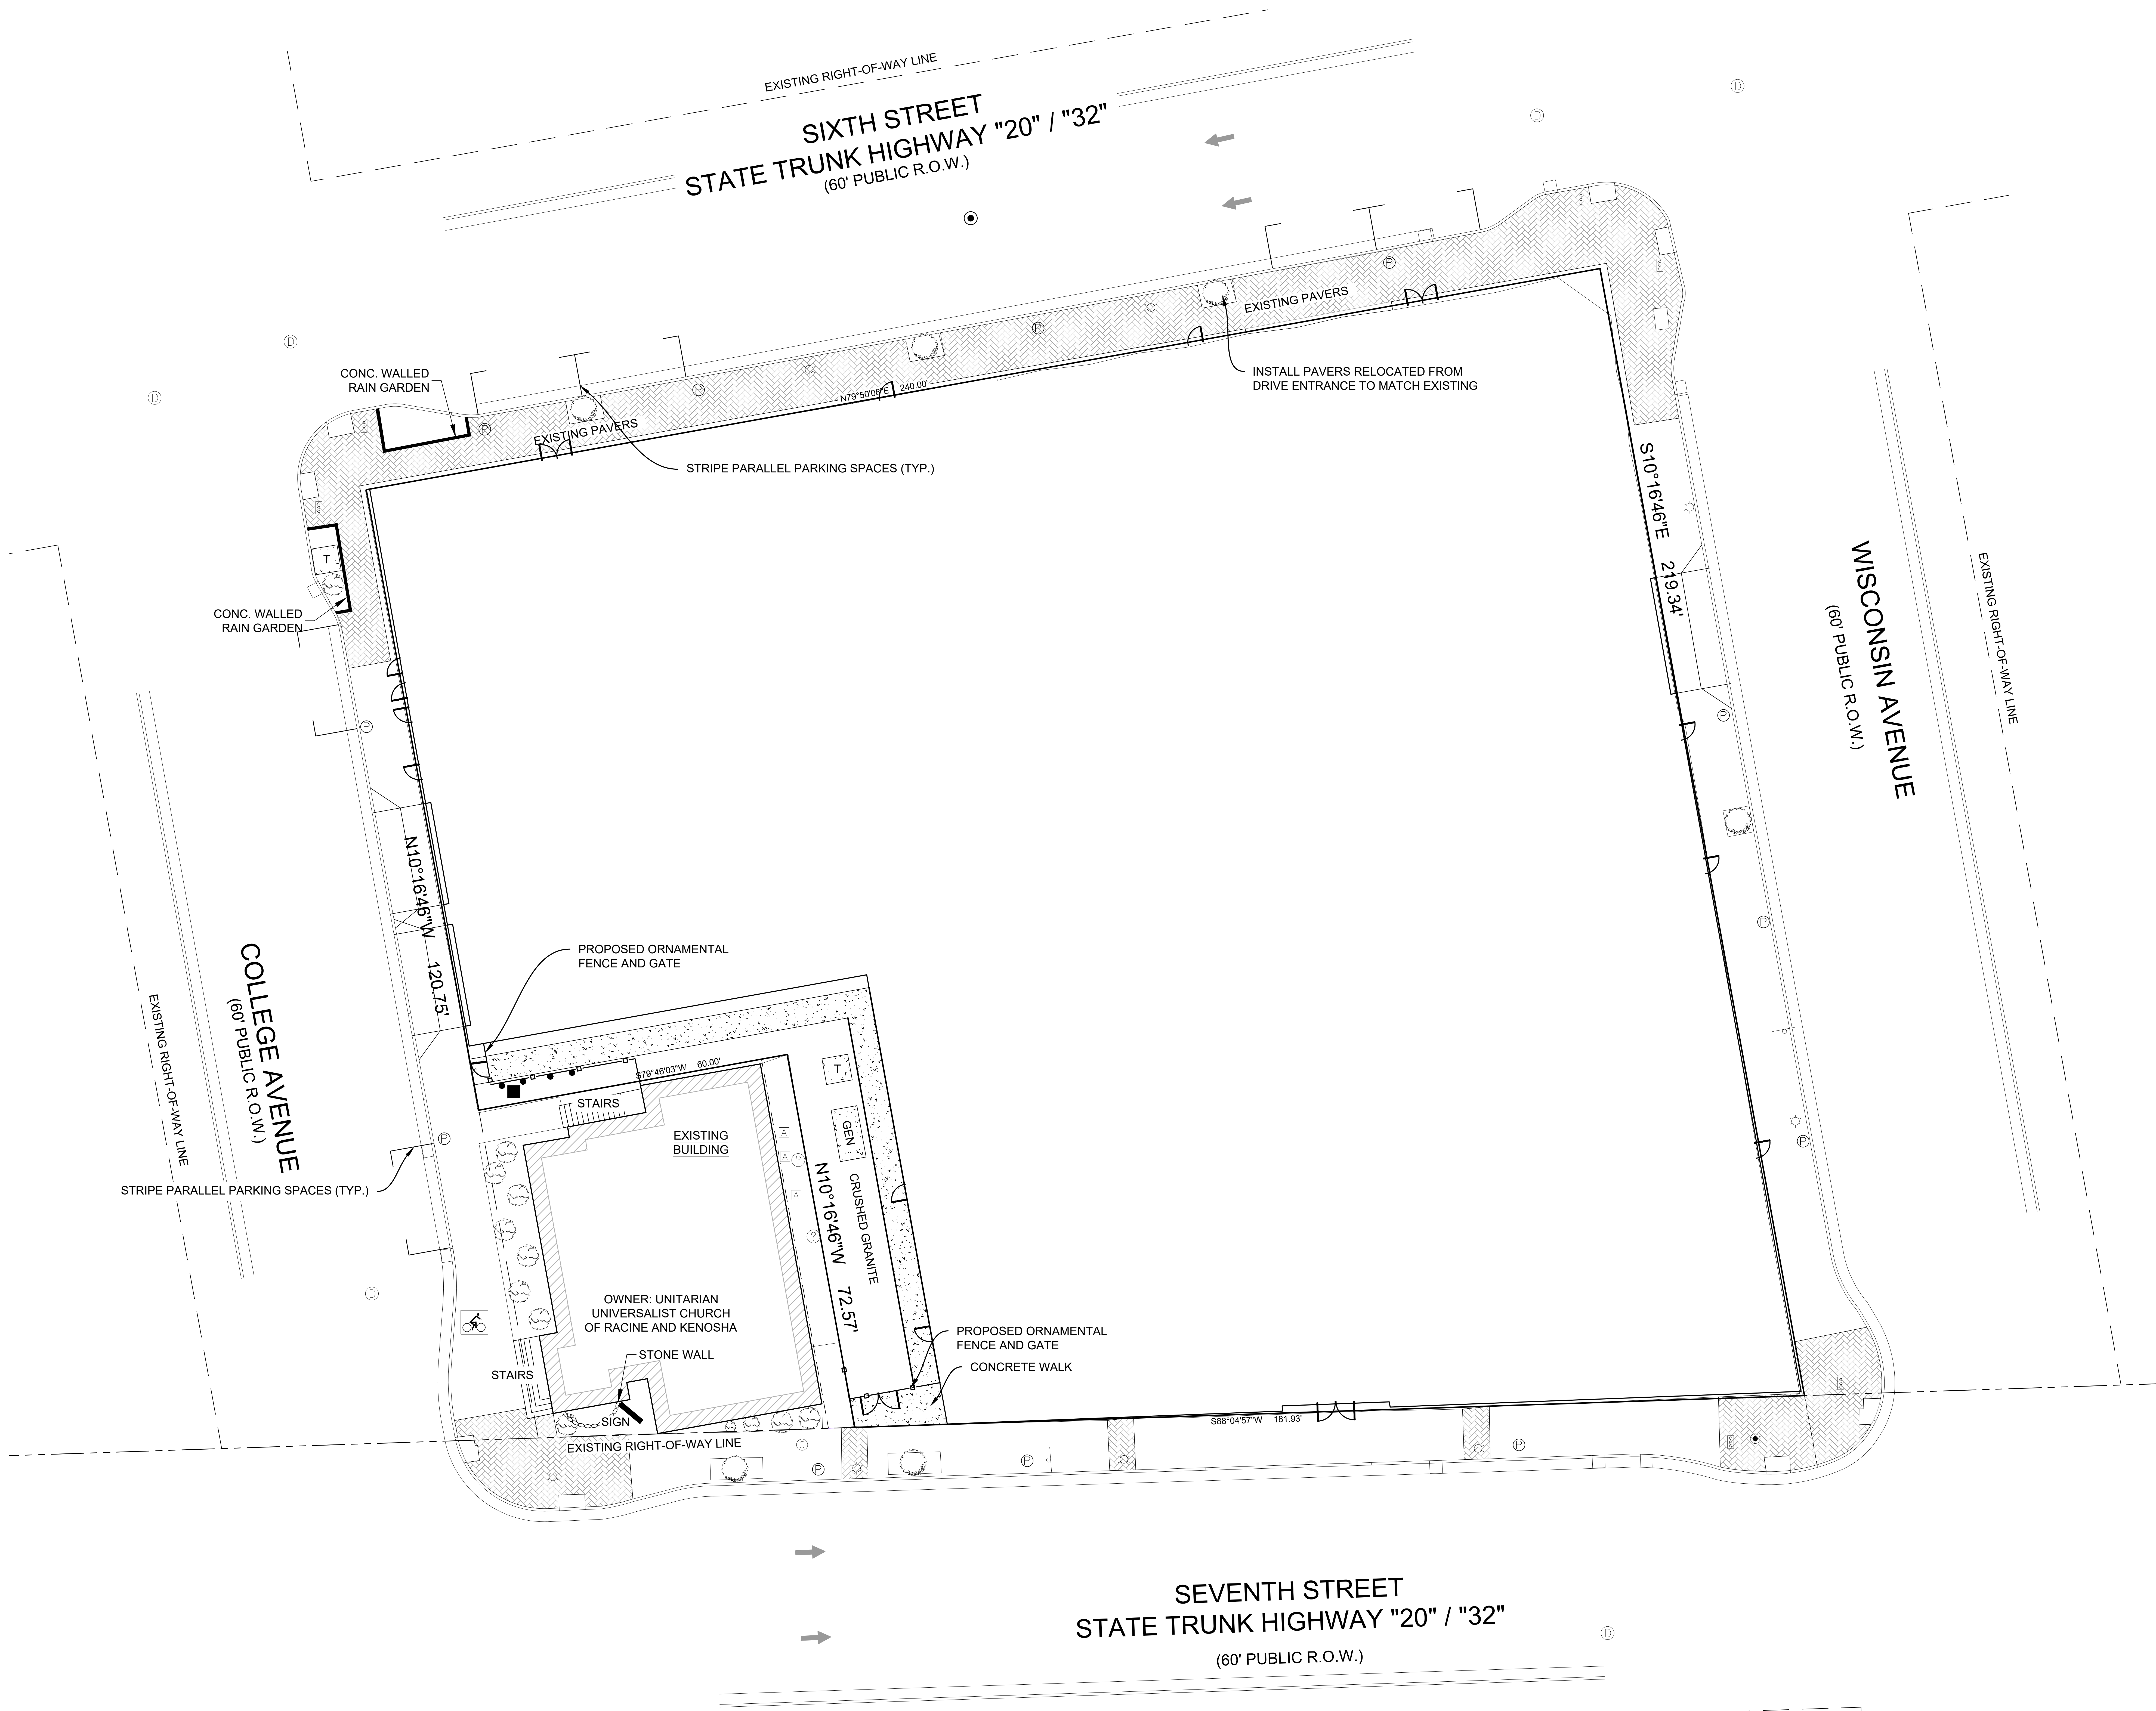 EXISTING RIGHT-OF-WAY LINE
SIXTH STREET
STATE TRUNK HIGHWAY "20" / "32"
(60' PUBLIC R.O.W.)
D
D
D
D
CONC. WALLED
RAIN GARDEN
P
P
P
P
P
EXISTING PAVERS
EXISTING PAVERS
N79°50'08"E 240.00'
INSTALL PAVERS RELOCATED FROM
DRIVE ENTRANCE TO MATCH EXISTING
STRIPE PARALLEL PARKING SPACES (TYP.)
T
CONC. WALLED
RAIN GARDEN
S10°16'46"E 219.34'
WISCONSIN AVENUE
(60' PUBLIC R.O.W.)
EXISTING RIGHT-OF-WAY LINE
P
P
P
P
N10°16'46"W 120.75'
COLLEGE AVENUE
(60' PUBLIC R.O.W.)
EXISTING RIGHT-OF-WAY LINE
PROPOSED ORNAMENTAL
FENCE AND GATE
S79°46'03"W 60.00'
T
STAIRS
GEN
EXISTING
BUILDING
A
A
?
A
?
P
STRIPE PARALLEL PARKING SPACES (TYP.)
N10°16'46"W 72.57'
CRUSHED GRANITE
D
OWNER: UNITARIAN
UNIVERSALIST CHURCH
OF RACINE AND KENOSHA
STONE WALL
STAIRS
SIGN
PROPOSED ORNAMENTAL
FENCE AND GATE
CONCRETE WALK
S88°04'57"W 181.93'
EXISTING RIGHT-OF-WAY LINE
C
P
P
P
SEVENTH STREET
STATE TRUNK HIGHWAY "20" / "32"
(60' PUBLIC R.O.W.)
D